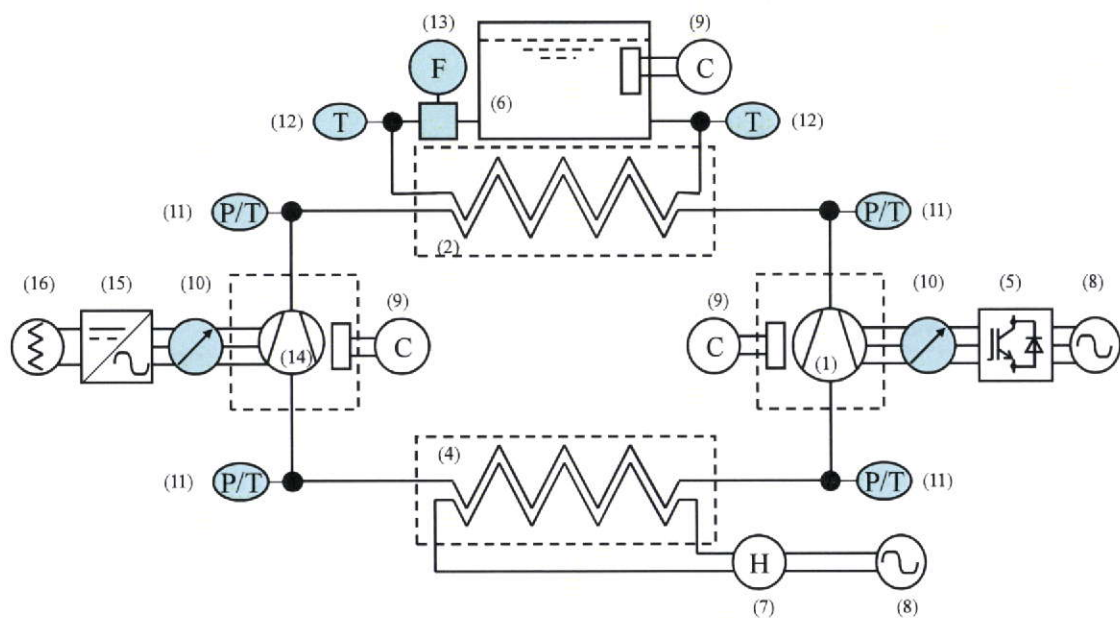 (13) (9)
F C
(6)
(12) T T (12)
(11) P/T P/T (11)
(2)
(16) (15) (10) (9) (9) (10) (5) (8)
(14) C C (1)
(4)
(11) P/T P/T (11)
H
(7) (8)